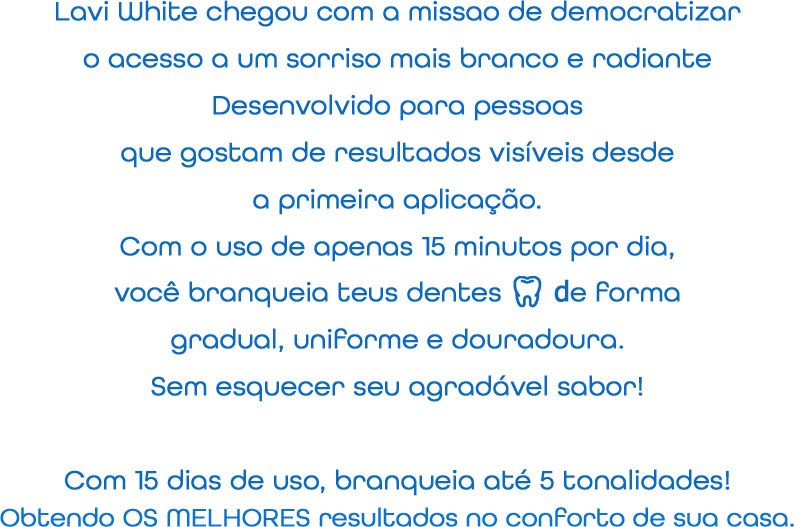 Lavi White chegou com a missao de democratizar
o acesso a um sorriso mais branco e radiante
Desenvolvido para pessoas
que gostam de resultados visíveis desde
a primeira aplicação.
Com o uso de apenas 15 minutos por dia,
você branqueia teus dentes de forma
gradual, uniforme e douradoura.
Sem esquecer seu agradável sabor!
Com 15 dias de uso, branqueia até 5 tonalidades!
Obtendo OS MELHORES resultados no conforto de sua casa.